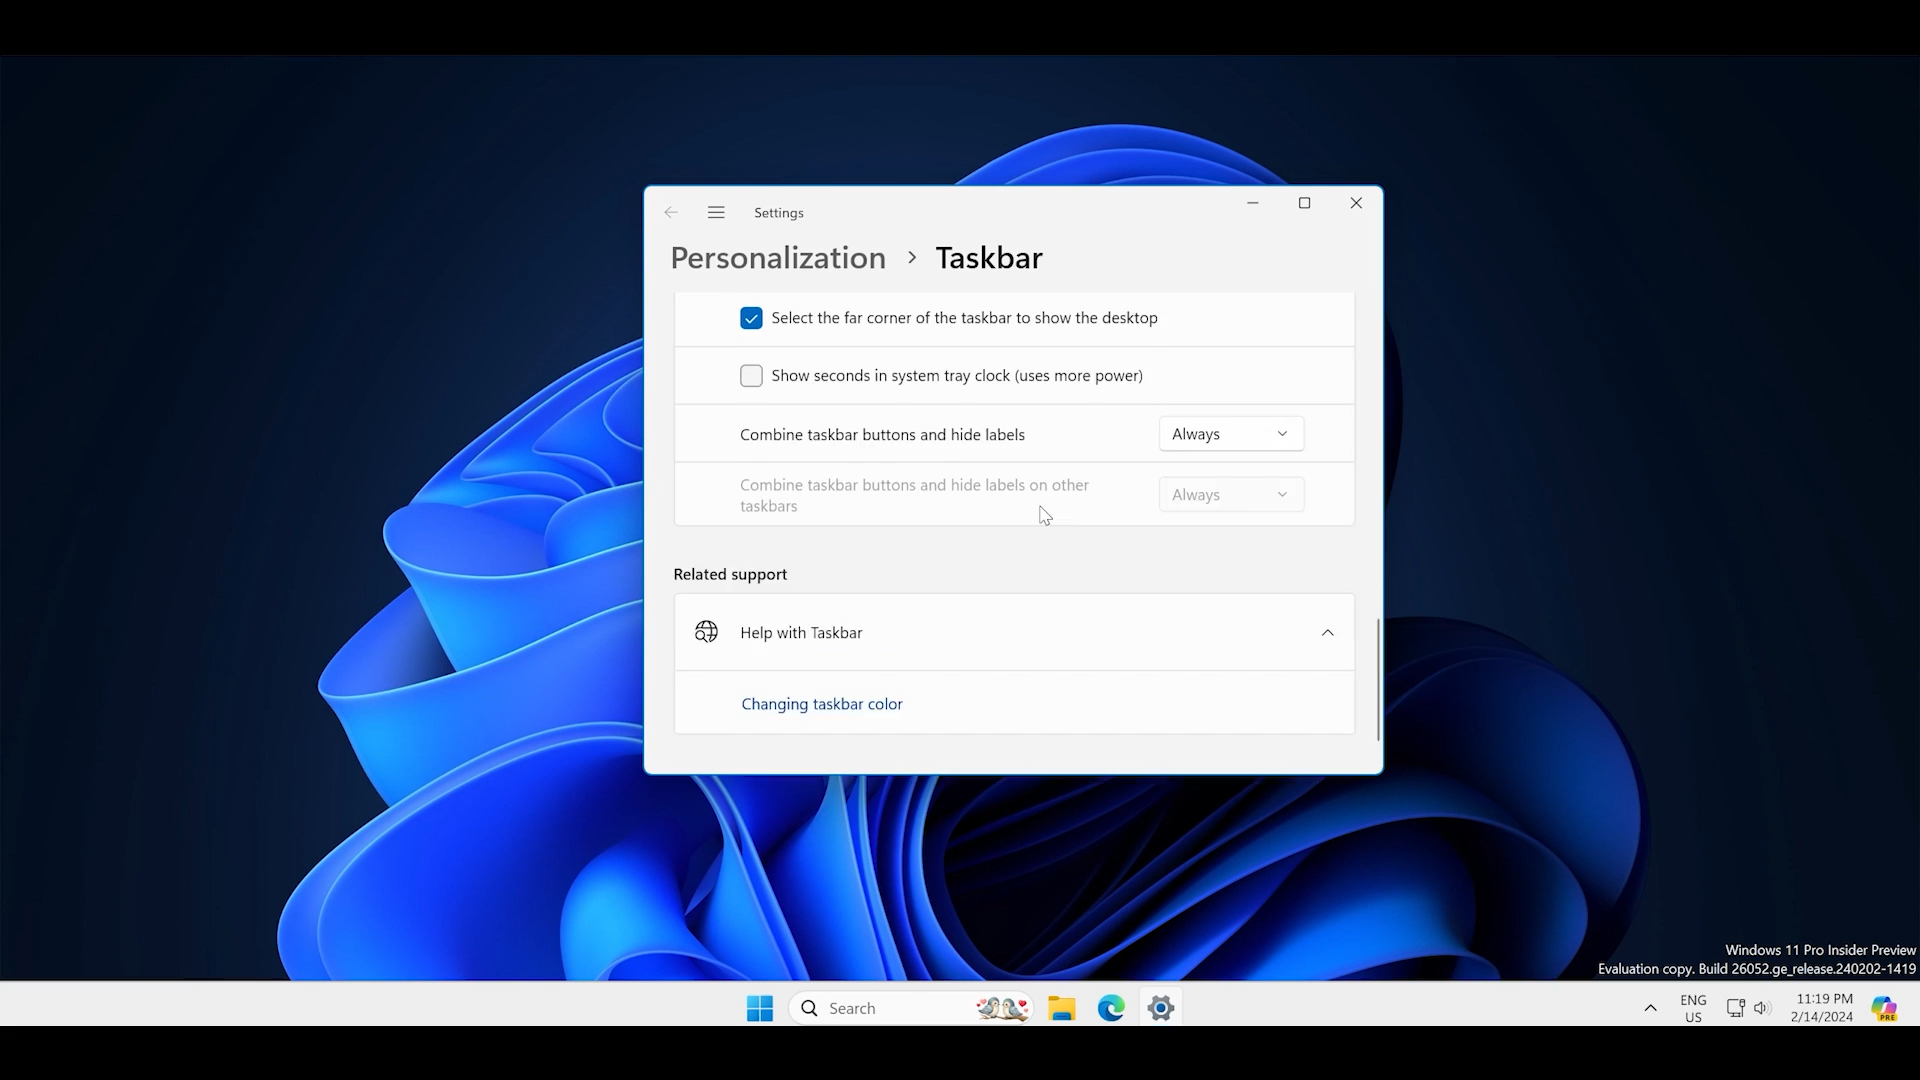 Settings
Personalization > Taskbar
Select the far corner of the taskbar to show the desktop
Show seconds in system tray clock (uses more power)
Combine taskbar buttons and hide labels
Always
Combine taskbar buttons and hide labels on other
taskbars
Always
Related support
Help with Taskbar
Changing taskbar color
Windows 11 Pro Insider Preview
Evaluation copy. Build 26052.ge_release.240202-1419
Search
ENG
US
11:19 PM
2/14/2024
PRE